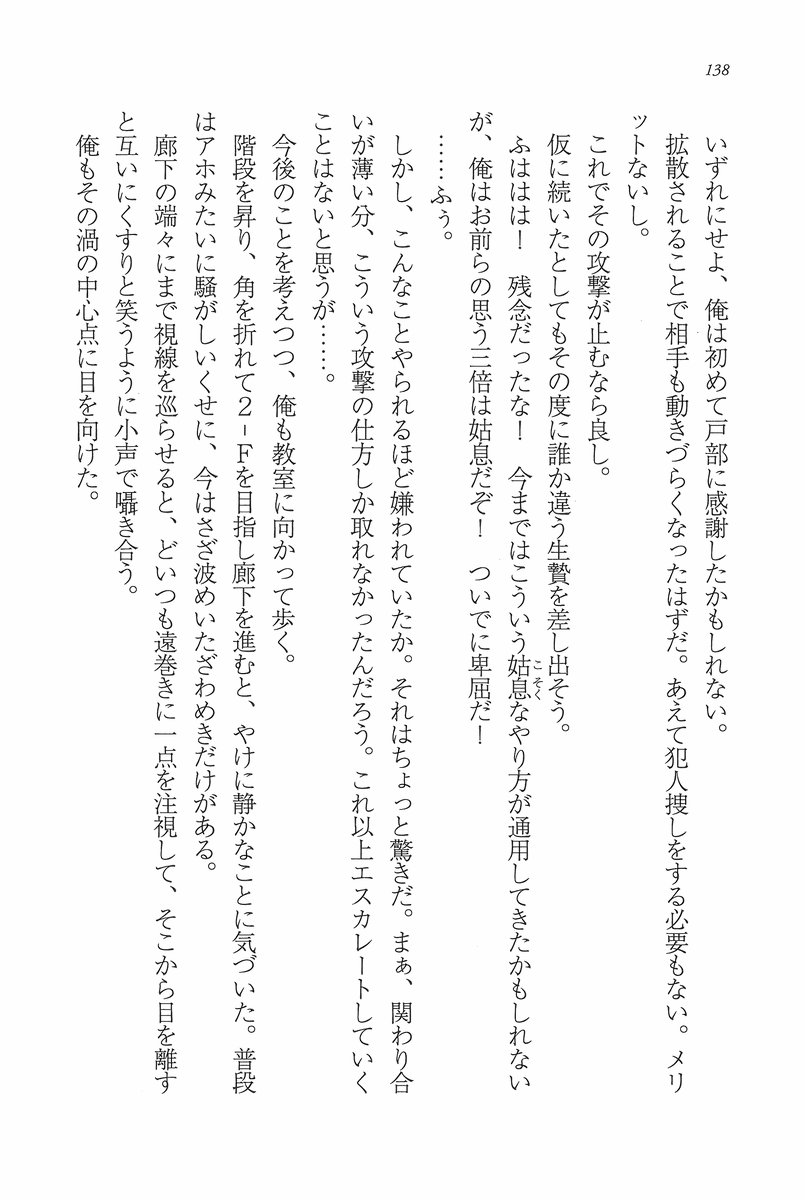 138
いずれにせよ、俺は初めて戸部に感謝したかもしれない。
拡散されることで相手も動きづらくなったはずだ。あえて犯人捜しをする必要もない。メリ
ットないし。
これでその攻撃が止むなら良し。
仮に続いたとしてもその度に誰か違う生贄を差し出そう。
ふははは！　残念だったな！　今まではこういう姑息なやり方が通用してきたかもしれない
こそく
が、俺はお前らの思う三倍は姑息だぞ！　ついでに卑屈だ！
……ふぅ。
しかし、こんなことやられるほど嫌われていたか。それはちょっと驚きだ。まぁ、関わり合
いが薄い分、こういう攻撃の仕方しか取れなかったんだろう。これ以上エスカレートしていく
ことはないと思うが……。
今後のことを考えつつ、俺も教室に向かって歩く。
階段を昇り、角を折れて２－Ｆを目指し廊下を進むと、やけに静かなことに気づいた。普段
はアホみたいに騒がしいくせに、今はさざ波めいたざわめきだけがある。
廊下の端々にまで視線を巡らせると、どいつも遠巻きに一点を注視して、そこから目を離す
と互いにくすりと笑うように小声で囁き合う。
俺もその渦の中心点に目を向けた。